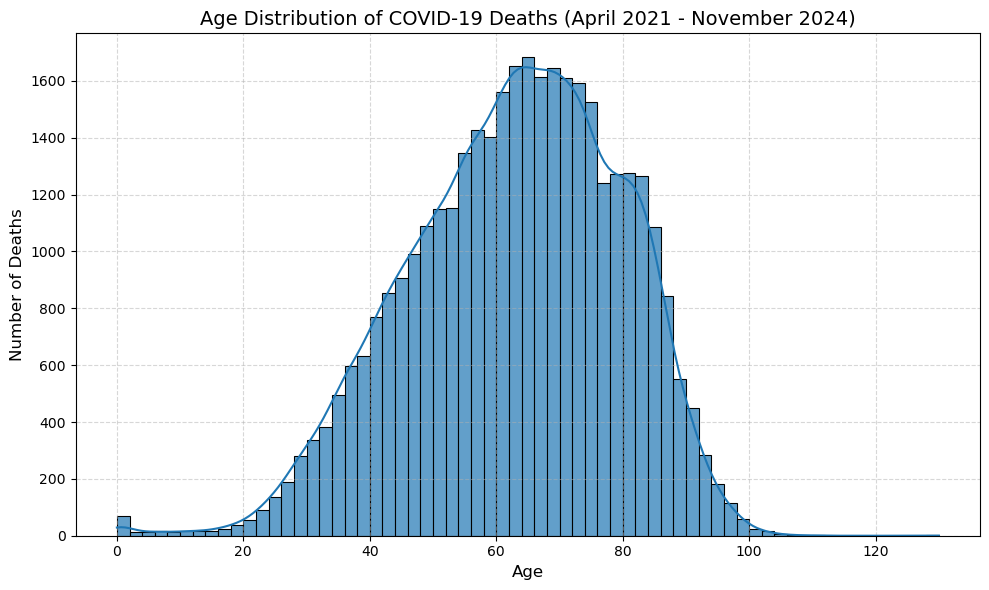 Age Distribution of COVID-19 Deaths (April 2021 - November 2024)
Number of Deaths
1600
1400
1200
1000
800
600
400
200
0
0 20 40 60 80 100 120
Age